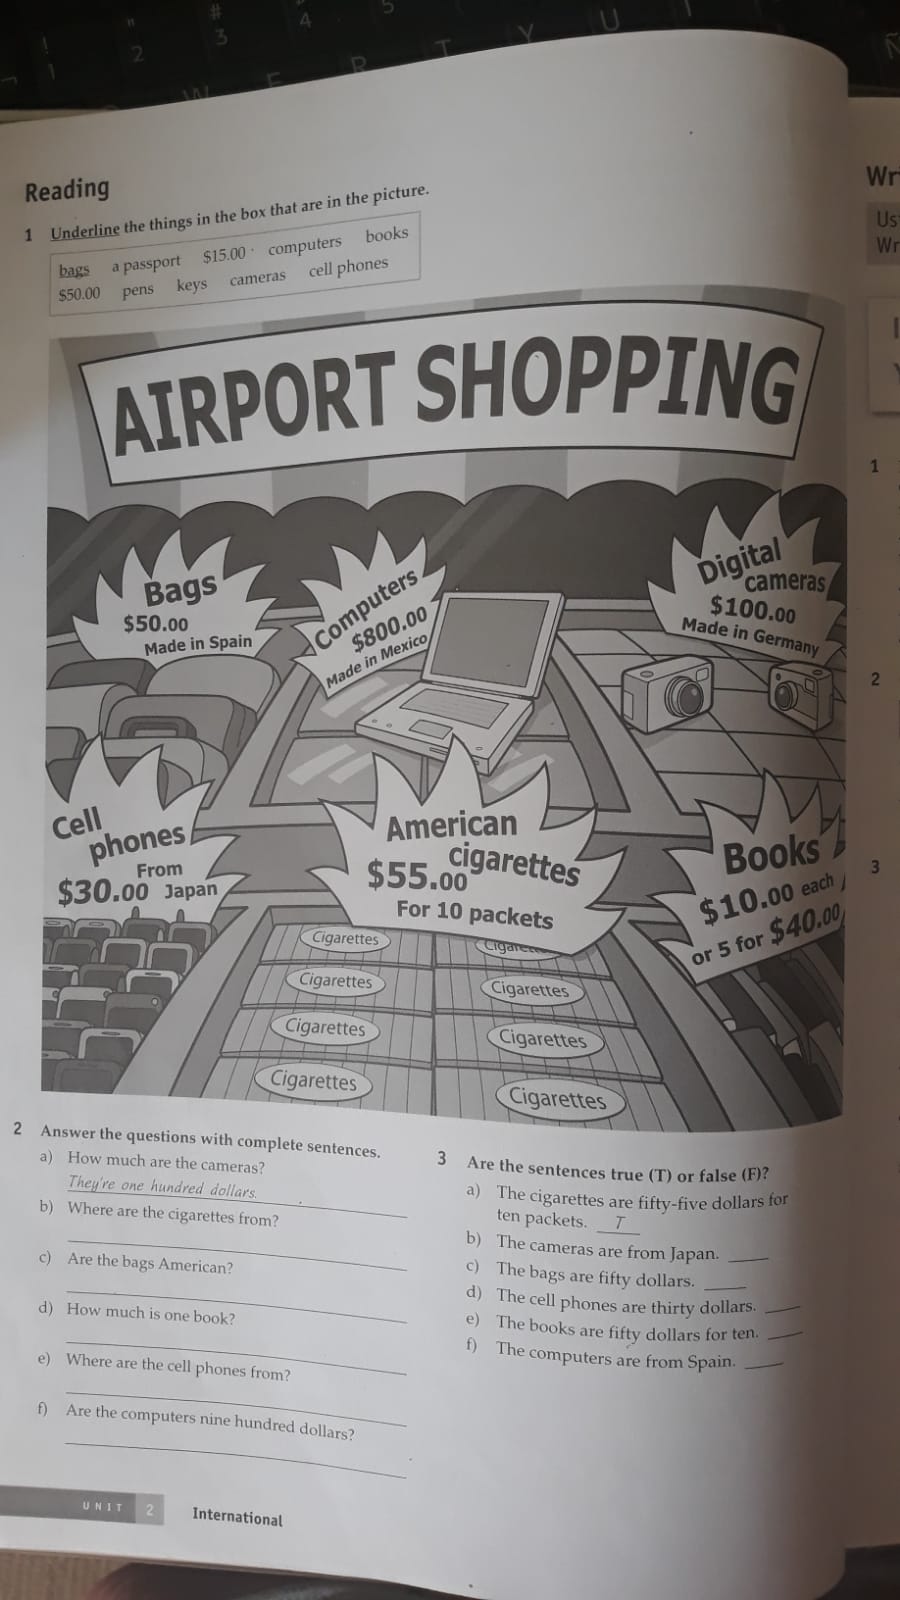 Reading
1 Underline the things in the box that are in the picture.
bags a passport $15.00 computers books
$50.00 pens keys cameras cell phones
AIRPORT SHOPPING
Bags
$50.00
Made in Spain
Computers
$800.00
Made in Mexico
Digital
cameras
$100.00
Made in Germany
Cell
phones
From
$30.00 Japan
American
cigarettes
$55.00
For 10 packets
Books
$10.00 each
or 5 for $40.00
Cigarettes
Cigarettes
Cigarettes
Cigarettes
Cigarettes
Cigarettes
Cigarettes
2 Answer the questions with complete sentences.
a) How much are the cameras?
They're one hundred dollars.
b) Where are the cigarettes from?
c) Are the bags American?
d) How much is one book?
e) Where are the cell phones from?
f) Are the computers nine hundred dollars?
3 Are the sentences true (T) or false (F)?
a) The cigarettes are fifty-five dollars for
ten packets. T
b) The cameras are from Japan.
c) The bags are fifty dollars.
d) The cell phones are thirty dollars.
e) The books are fifty dollars for ten.
f) The computers are from Spain.
UNIT 2 International
1
2
3